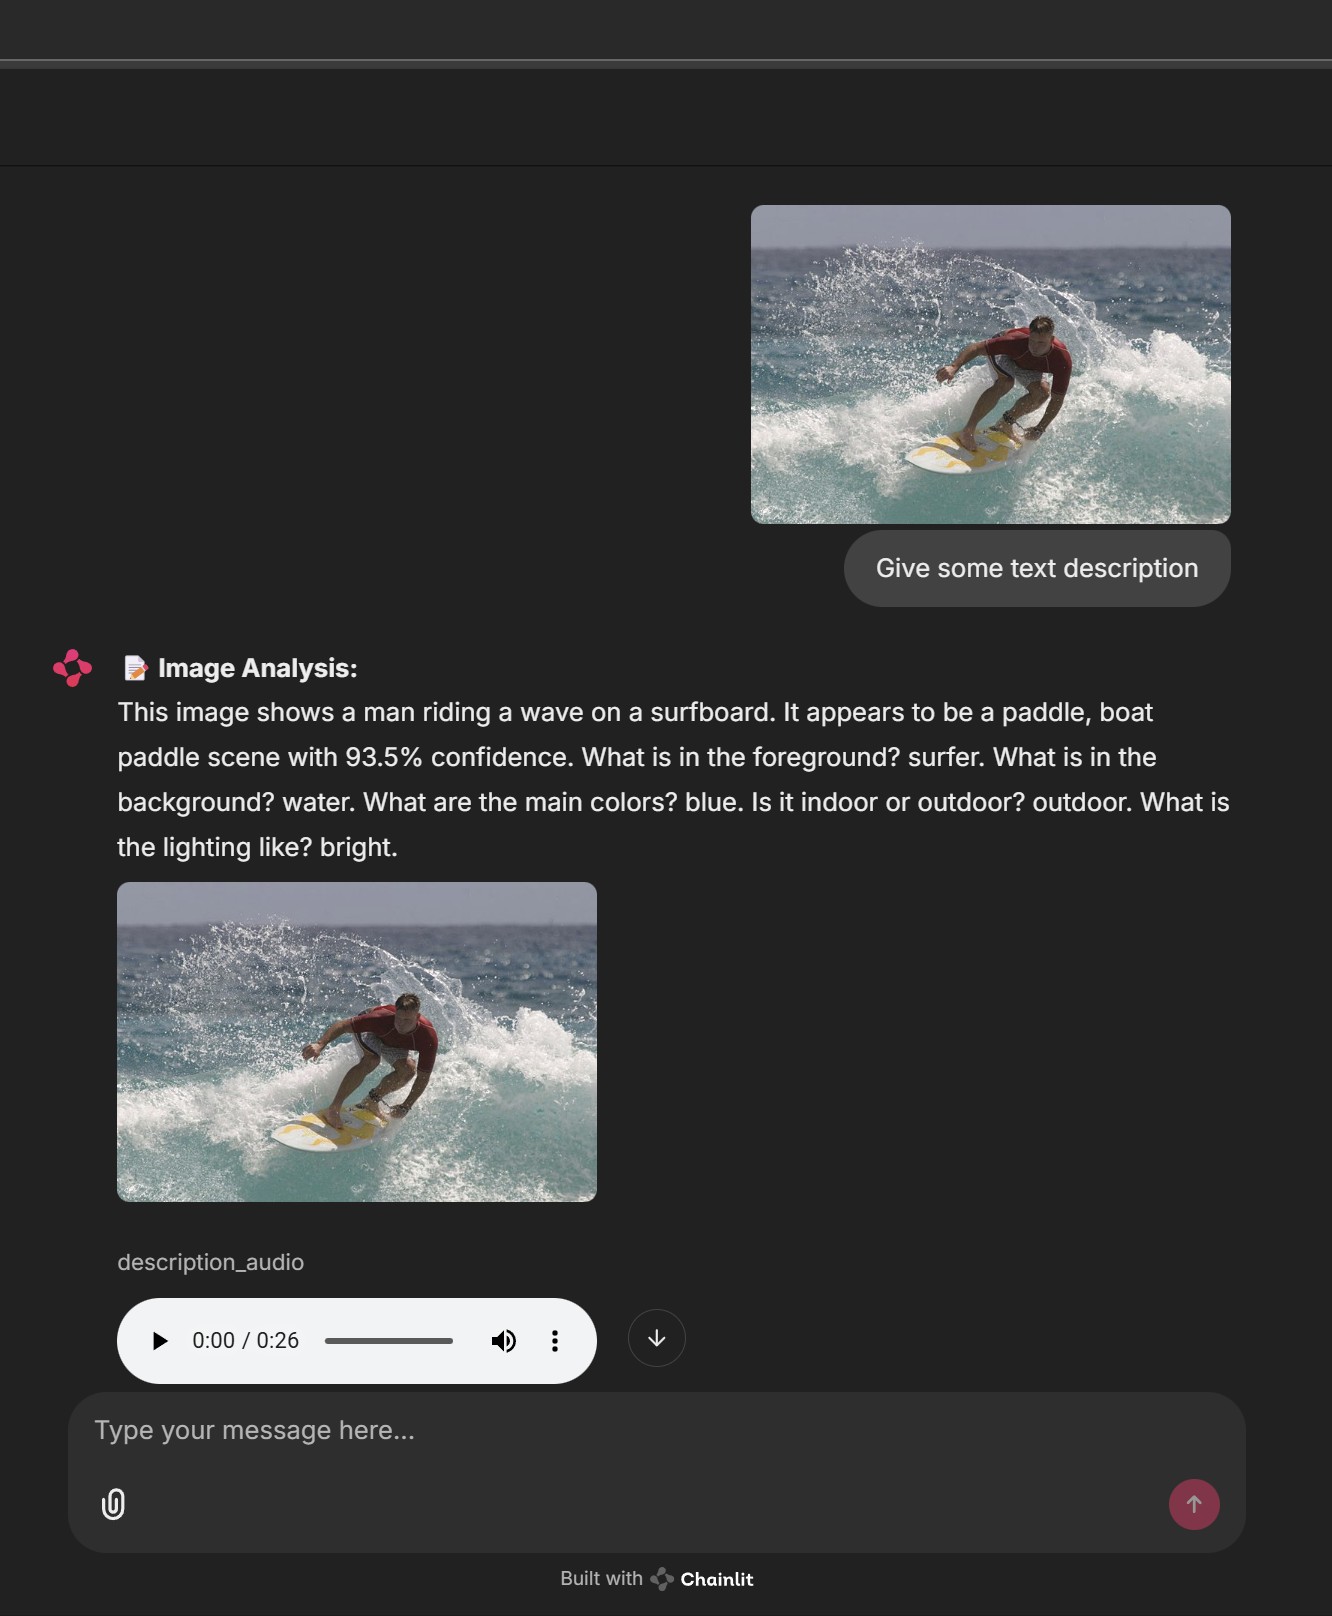 Give some text description
📝 Image Analysis:
This image shows a man riding a wave on a surfboard. It appears to be a paddle, boat
paddle scene with 93.5% confidence. What is in the foreground? surfer. What is in the
background? water. What are the main colors? blue. Is it indoor or outdoor? outdoor. What is
the lighting like? bright.
description_audio
0:00 / 0:26
Type your message here...
Built with Chainlit